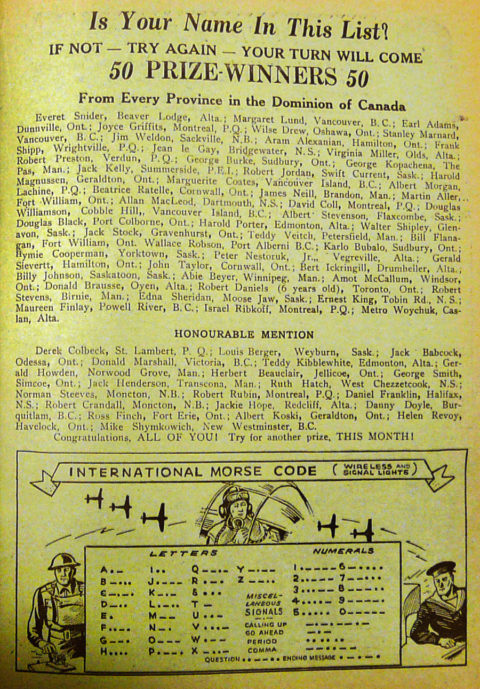 Is Your Name In This List?
IF NOT — TRY AGAIN — YOUR TURN WILL COME
50 PRIZE-WINNERS 50
From Every Province in the Dominion of Canada
Everet Snider, Beaver Lodge, Alta.; Margaret Lund, Vancouver, B.C.; Earl Adams,
Dunnville, Ont.; Joyce Griffits, Montreal, P.Q.; Wilse Drew, Oshawa, Ont.; Stanley Marnard,
Vancouver, B.C.; Jim Weldon, Sackville, N.B.; Aram Alexanian, Hamilton, Ont.; Frank
Shipp, Wrightville, P.Q.; Jean le Gay, Bridgewater, N.S., Virginia Miller, Olds, Alta.;
Robert Preston, Verdun, P.Q.; George Burke, Sudbury, Ont.; George Kopachena, The
Pas, Man.; Jack Kelly, Summerside, P.E.I.; Robert Jordan, Swift Current, Sask.; Harold
Magnussen, Geraldton, Ont.; Marguerite Coates, Vancouver Island, B.C.; Albert Morgan,
Lachine, P.Q.; Beatrice Ratelle, Cornwall, Ont.; James Neill, Brandon, Man.; Martin Aller,
Fort William, Ont.; Allan MacLeod, Dartmouth, N.S.; David Coll, Montreal, P.Q.; Douglas
Williamson, Cobble Hill, Vancouver Island, B.C.; Albert Stevenson, Flaxcombe, Sask.;
Douglas Black, Port Colborne, Ont.; Harold Porter, Edmonton, Alta.; Walter Shipley, Glen-
avon, Sask.; Jack Stock, Gravenhurst, Ont.; Teddy Veitch, Petersfield, Man.; Bill Flana-
gan, Fort William, Ont. Wallace Robson, Port Alberni B.C.; Karlo Bubalo, Sudbury, Ont.;
Hymie Cooperman, Yorktown, Sask.; Peter Nestoruk, Jr., Vegreville, Alta.; Gerald
Sievertt, Hamilton, Ont.; John Taylor, Cornwall, Ont.; Bert Ickringill, Drumheller, Alta.;
Billy Johnson, Saskatoon, Sask.; Abie Beyer, Winnipeg, Man.; Amot McCallum, Windsor,
Ont.; Donald Brausse, Oyen, Alta.; Robert Daniels (6 years old), Toronto, Ont.; Robert
Stevens, Birnie, Man.; Edna Sheridan, Moose Jaw, Sask.; Ernest King, Tobin Rd., N.S.;
Maureen Finlay, Powell River, B.C.; Israel Ribkoff, Montreal, P.Q.; Metro Woychuk, Cas-
lan, Alta.
HONOURABLE MENTION
Derek Colbeck, St. Lambert, P. Q.; Louis Berger, Weyburn, Sask.; Jack Babcock,
Odessa, Ont.; Donald Marshall, Victoria, B.C.; Teddy Kibblewhite, Edmonton, Alta.; Ger-
ald Howden, Norwood Grove, Man.; Herbert Beauclair, Jellicoe, Ont.; George Smith,
Simcoe, Ont.; Jack Henderson, Transcona, Man.; Ruth Hatch, West Chezzetcook, N.S.;
Norman Steeves, Moncton, N.B.; Robert Rubin, Montreal, P.Q.; Daniel Franklin, Halifax,
N.S.; Robert Crandall, Moncton, N.B.; Jackie Hope, Redcliff, Alta.; Danny Doyle, Bur-
quitlam, B.C.; Ross Finch, Fort Erie, Ont.; Albert Koski, Geraldton, Ont.; Helen Revoy,
Havelock, Ont.; Mike Shymkowich, New Westminster, B.C.
Congratulations, ALL OF YOU! Try for another prize, THIS MONTH!
INTERNATIONAL MORSE CODE (WIRELESS AND SIGNAL LIGHTS)
LETTERS NUMERALS
A I Q Y 1 6
B J R Z 2 7
C K S 3 8
D L T MISCEL- 4 9
E M U LANEOUS SIGNALS 5 0
F N V CALLING UP
G O W GO AHEAD
H P X PERIOD
COMMA
QUESTION ENDING MESSAGE